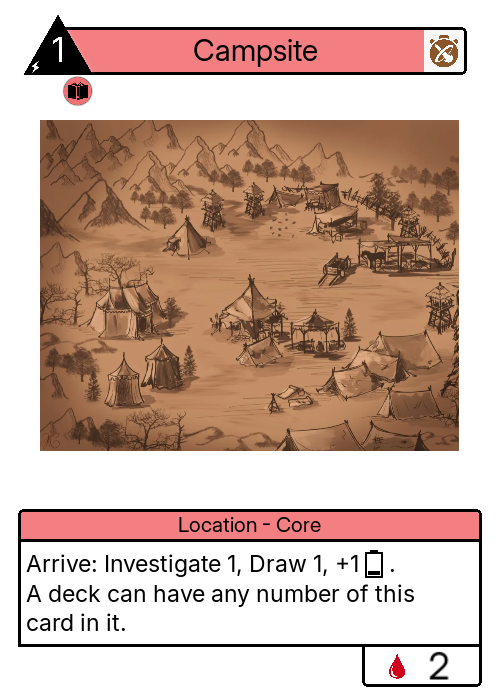 1
Campsite
Location - Core
Arrive: Investigate 1, Draw 1, +1 .
A deck can have any number of this
card in it.
2